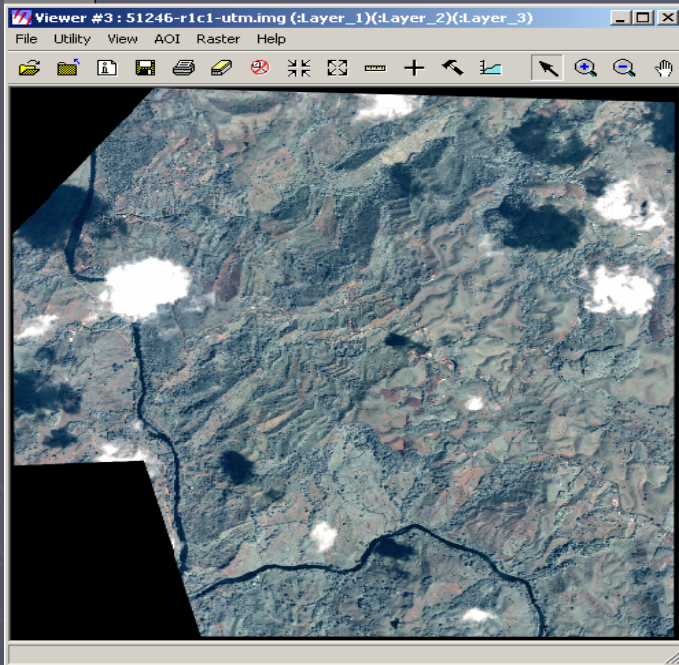 Viewer #3 : 51246-r1c1-utm.img (:Layer_1)(:Layer_2)(:Layer_3)
File Utility View AOI Raster Help